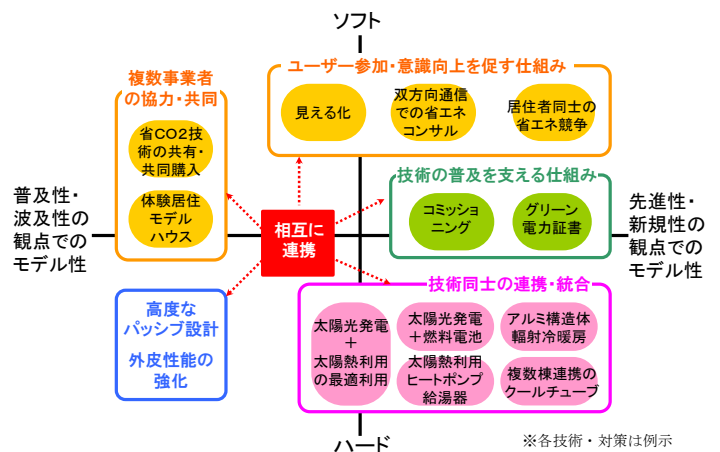 ソフト
複数事業者
の協力・共同
省CO2技
術の共有・
共同購入
体験居住
モデル
ハウス
ユーザー参加・意識向上を促す仕組み
見える化
双方向通信
での省エネ
コンサル
居住者同士の
省エネ競争
技術の普及を支える仕組み
コミッショ
ニング
グリーン
電力証書
普及性・
波及性の
観点での
モデル性
相互に
連携
先進性・
新規性の
観点での
モデル性
高度な
パッシブ設計
外皮性能の
強化
技術同士の連携・統合
太陽光発電
＋
太陽熱利用
の最適利用
太陽光発電
＋燃料電池
アルミ構造体
輻射冷暖房
太陽熱利用
ヒートポンプ
給湯器
複数棟連携の
クールチューブ
ハード
※各技術・対策は例示